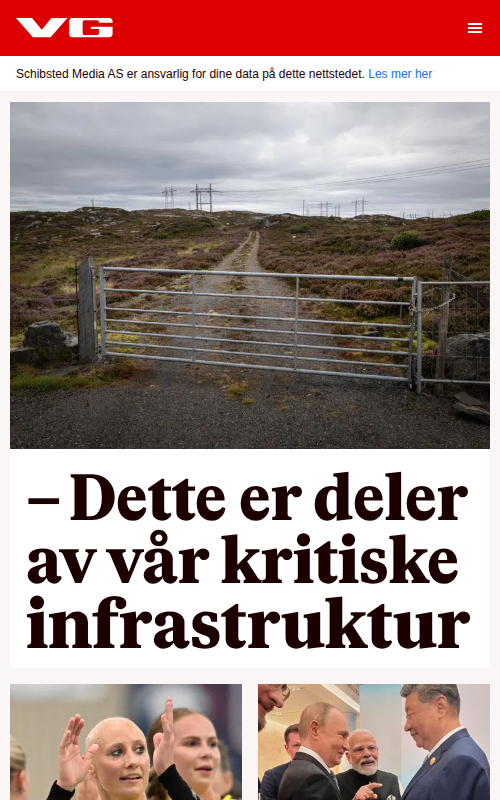 VG
Schibsted Media AS er ansvarlig for dine data på dette nettstedet. Les mer her
– Dette er deler
av vår kritiske
infrastruktur